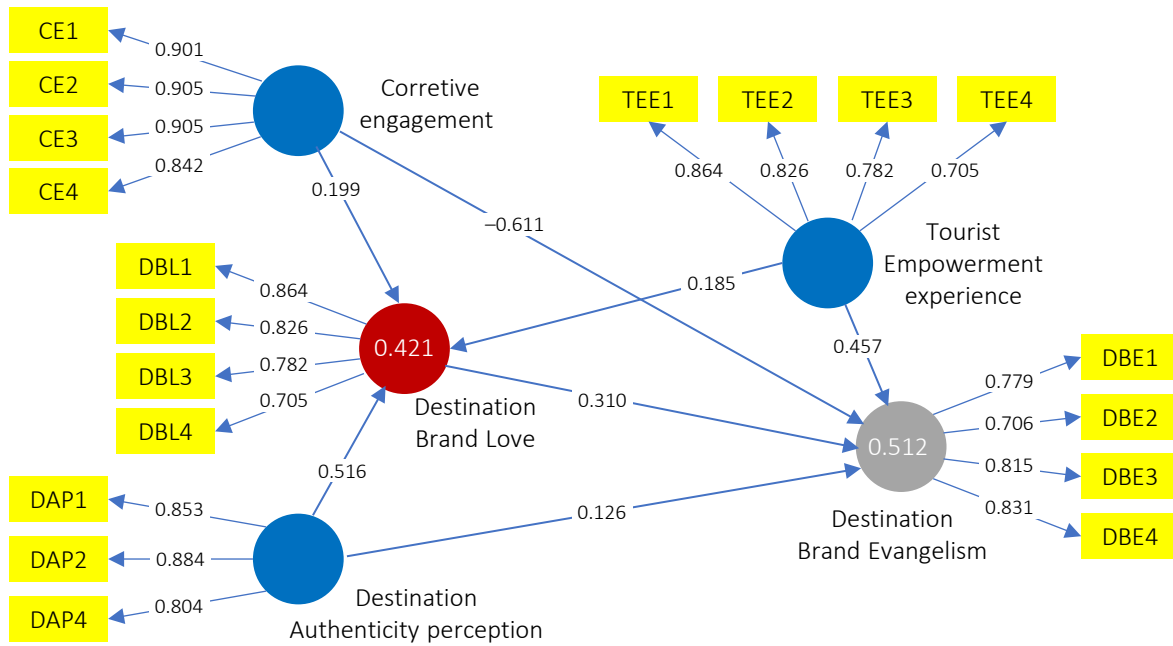 CE1
0.901
CE2
0.905
CE3
0.905
CE4
0.842
Corretive
engagement
TEE1
TEE2
TEE3
TEE4
0.864
0.826
0.782
0.705
0.199
–0.611
Tourist
Empowerment
experience
DBL1
0.864
DBL2
0.826
DBL3
0.782
DBL4
0.705
0.421
Destination
Brand Love
0.185
0.457
0.310
0.516
0.126
0.512
Destination
Brand Evangelism
DBE1
0.779
DBE2
0.706
DBE3
0.815
DBE4
0.831
DAP1
0.853
DAP2
0.884
DAP4
0.804
Destination
Authenticity perception